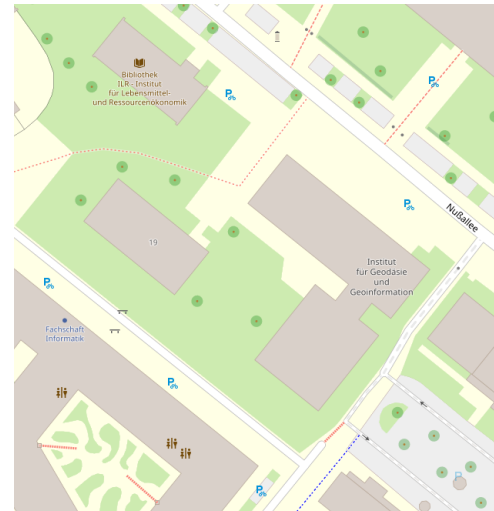 Bibliothek
ILR - Institut
für Lebensmittel-
und Ressourcenökonomik
P
P
P
Nußallee
19
Institut
für Geodäsie
und
Geoinformation
P
Fachschaft
Informatik
P
P